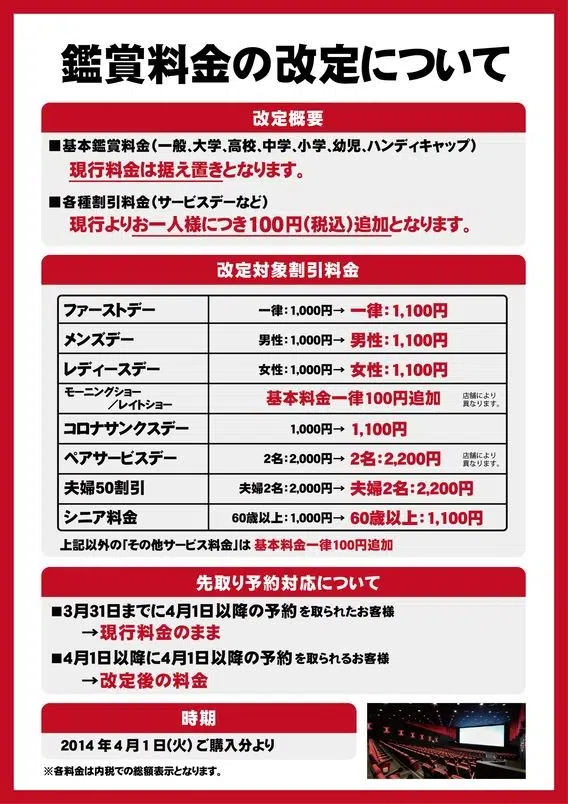 鑑賞料金の改定について
改定概要
■基本鑑賞料金(一般、大学、高校、中学、小学、幼児、ハンディキャップ)
現行料金は据え置きとなります。
■各種割引料金(サービスデーなど)
現行よりお一人様につき100円(税込)追加となります。
改定対象割引料金
ファーストデー 一律:1,000円→ 一律:1,100円
メンズデー 男性:1,000円→ 男性:1,100円
レディースデー 女性:1,000円→ 女性:1,100円
モーニングショー
/レイトショー
基本料金一律100円追加
店舗により
異なります。
コロナサンクスデー 1,000円→ 1,100円
ペアサービスデー 2名:2,000円→ 2名:2,200円
店舗により
異なります。
夫婦50割引 夫婦2名:2,000円→ 夫婦2名:2,200円
シニア料金 60歳以上:1,000円→ 60歳以上:1,100円
上記以外の「その他サービス料金」は 基本料金一律100円追加
先取り予約対応について
■3月31日までに4月1日以降の予約を取られたお客様
→現行料金のまま
■4月1日以降に4月1日以降の予約を取られるお客様
→改定後の料金
時期
2014年4月1日(火)ご購入分より
※各料金は内税での総額表示となります。